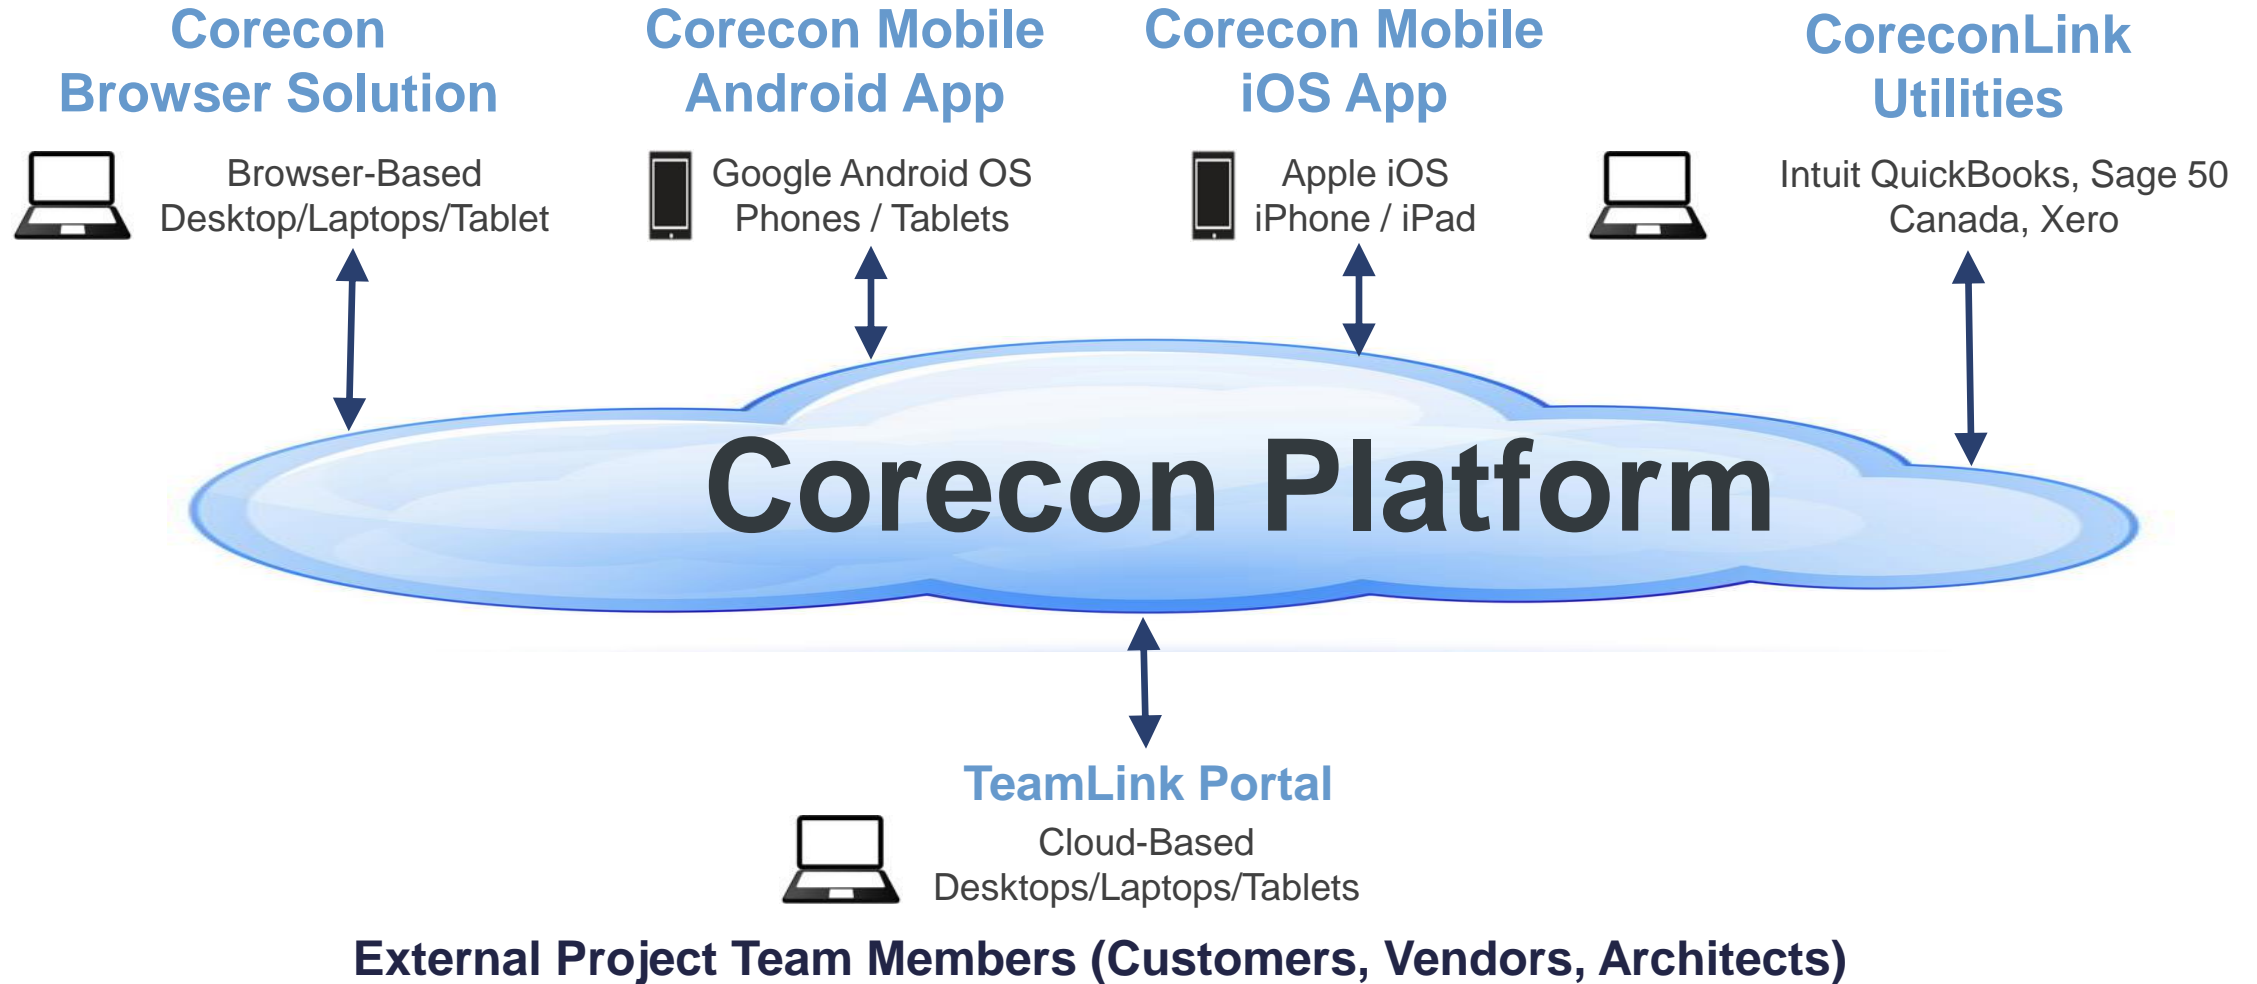 Corecon
Browser Solution
Browser-Based
Desktop/Laptops/Tablet
Corecon Mobile
Android App
Google Android OS
Phones / Tablets
Corecon Mobile
iOS App
Apple iOS
iPhone / iPad
CoreconLink
Utilities
Intuit QuickBooks, Sage 50
Canada, Xero
Corecon Platform
TeamLink Portal
Cloud-Based
Desktops/Laptops/Tablets
External Project Team Members (Customers, Vendors, Architects)